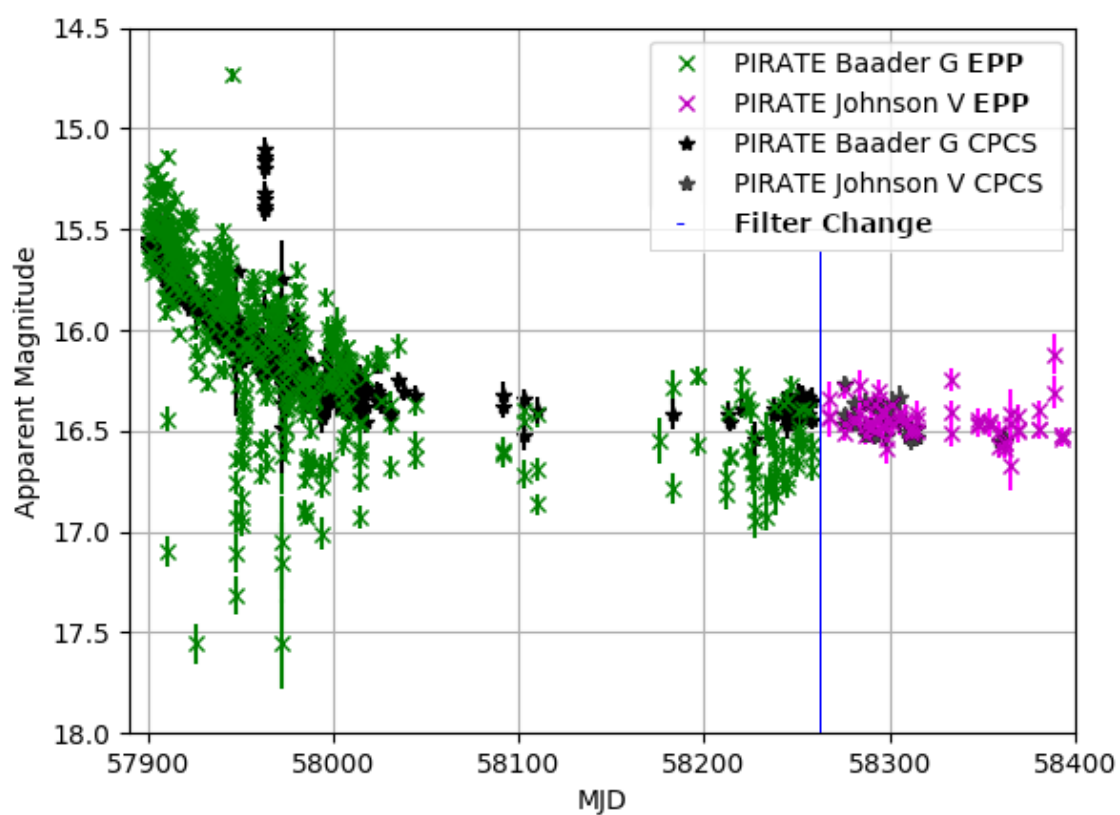 14.5
15.0
15.5
16.0
16.5
17.0
17.5
18.0
Apparent Magnitude
57900
58000
58100
58200
58300
58400
MJD
PIRATE Baader G EPP
PIRATE Johnson V EPP
PIRATE Baader G CPCS
PIRATE Johnson V CPCS
Filter Change